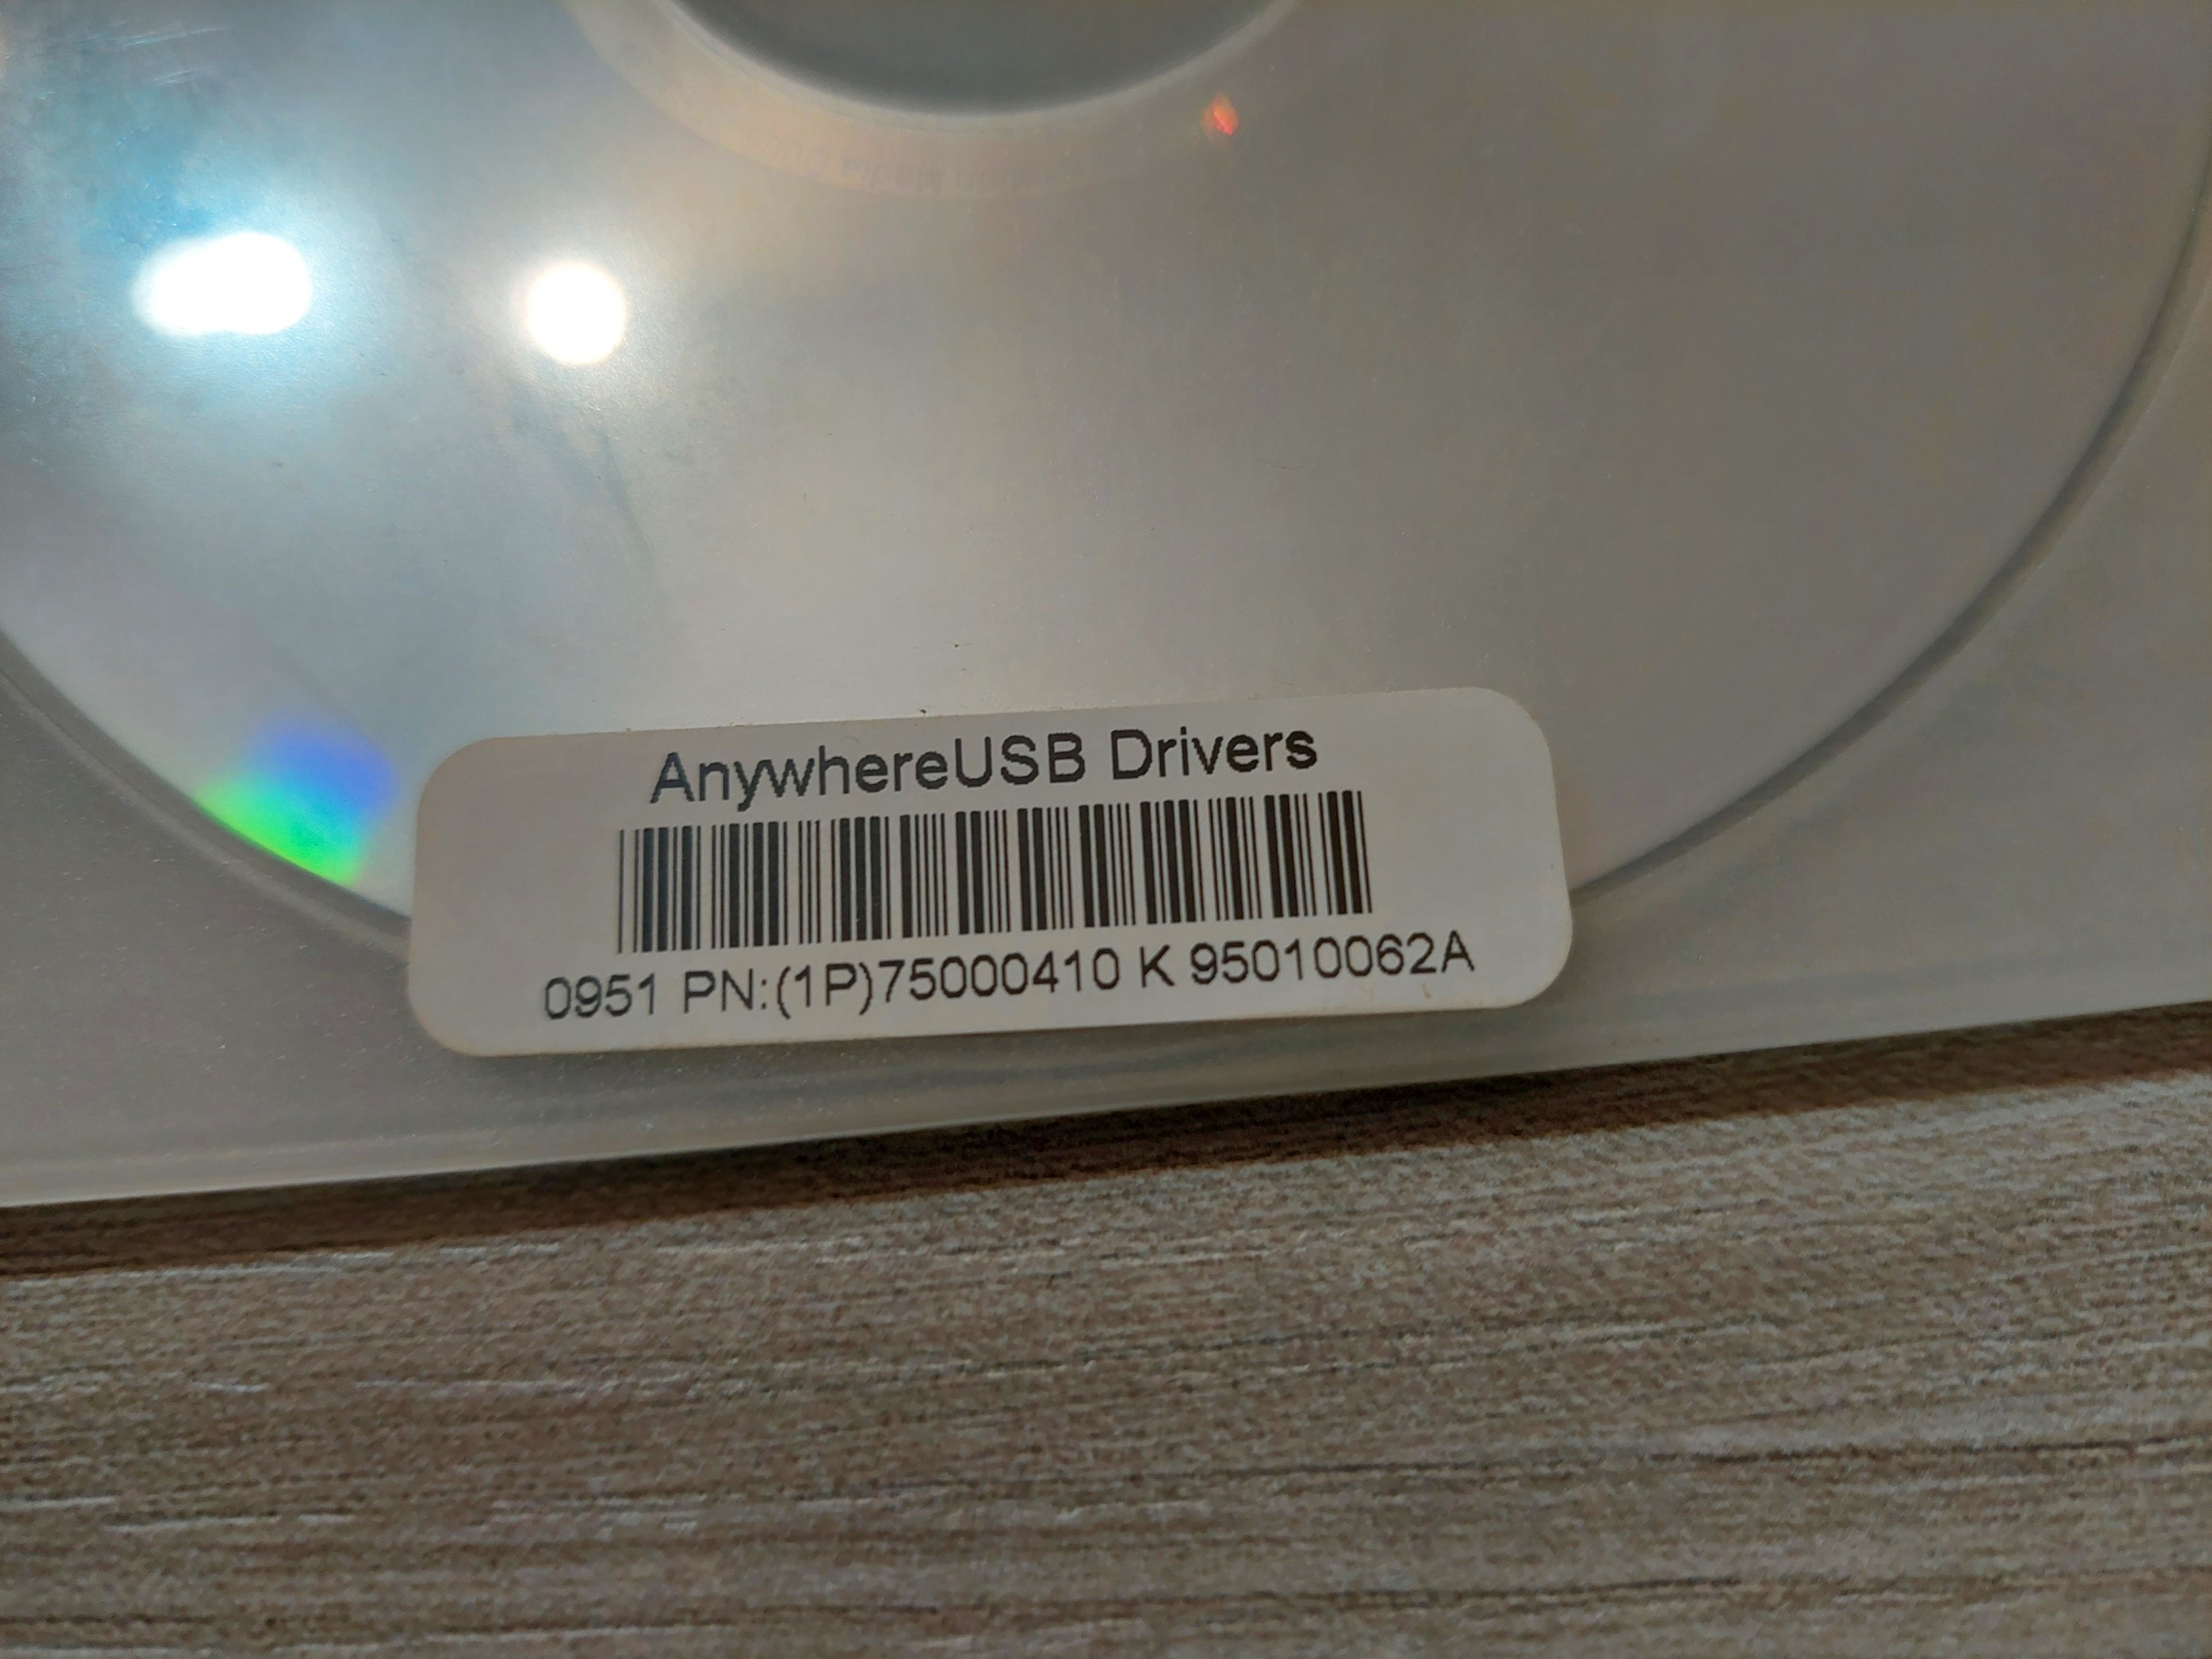 AnywhereUSB Drivers
0951 PN:(1P)75000410 K 95010062A